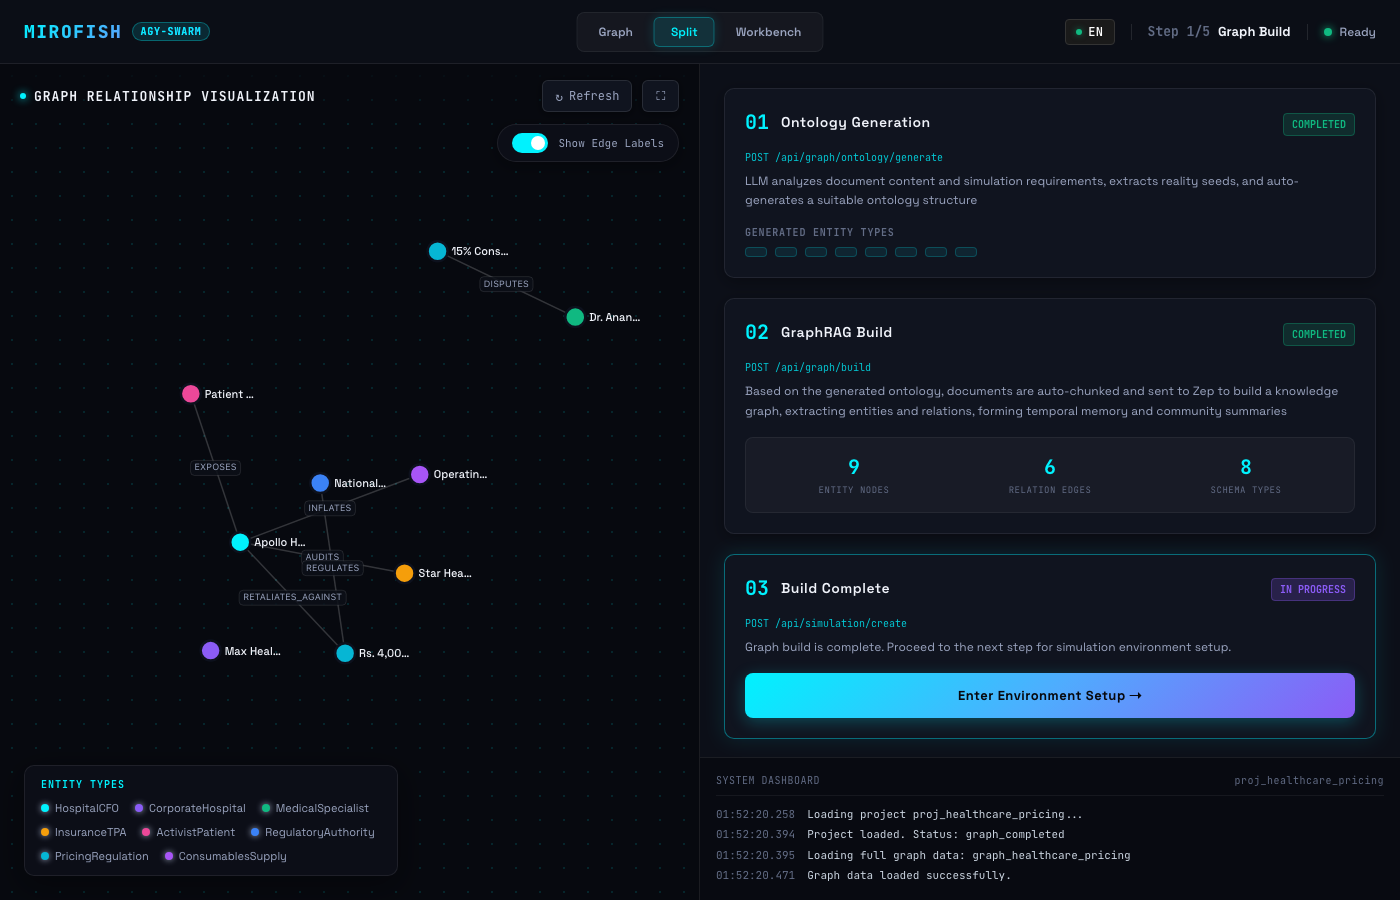 MIROFISH AGY-SWARM
Graph Split Workbench
EN Step 1/5 Graph Build Ready
GRAPH RELATIONSHIP VISUALIZATION
↻ Refresh
Show Edge Labels
15% Cons…
DISPUTES
Dr. Anan…
Patient …
EXPOSES
National…
Operatin…
INFLATES
Apollo H…
AUDITS
REGULATES
Star Hea…
RETALIATES_AGAINST
Max Heal…
Rs. 4,00…
ENTITY TYPES
HospitalCFO CorporateHospital MedicalSpecialist
InsuranceTPA ActivistPatient RegulatoryAuthority
PricingRegulation ConsumablesSupply
01 Ontology Generation COMPLETED
POST /api/graph/ontology/generate
LLM analyzes document content and simulation requirements, extracts reality seeds, and auto-
generates a suitable ontology structure
GENERATED ENTITY TYPES
02 GraphRAG Build COMPLETED
POST /api/graph/build
Based on the generated ontology, documents are auto-chunked and sent to Zep to build a knowledge
graph, extracting entities and relations, forming temporal memory and community summaries
9 6 8
ENTITY NODES RELATION EDGES SCHEMA TYPES
03 Build Complete IN PROGRESS
POST /api/simulation/create
Graph build is complete. Proceed to the next step for simulation environment setup.
Enter Environment Setup →
SYSTEM DASHBOARD proj_healthcare_pricing
01:52:20.258 Loading project proj_healthcare_pricing...
01:52:20.394 Project loaded. Status: graph_completed
01:52:20.395 Loading full graph data: graph_healthcare_pricing
01:52:20.471 Graph data loaded successfully.